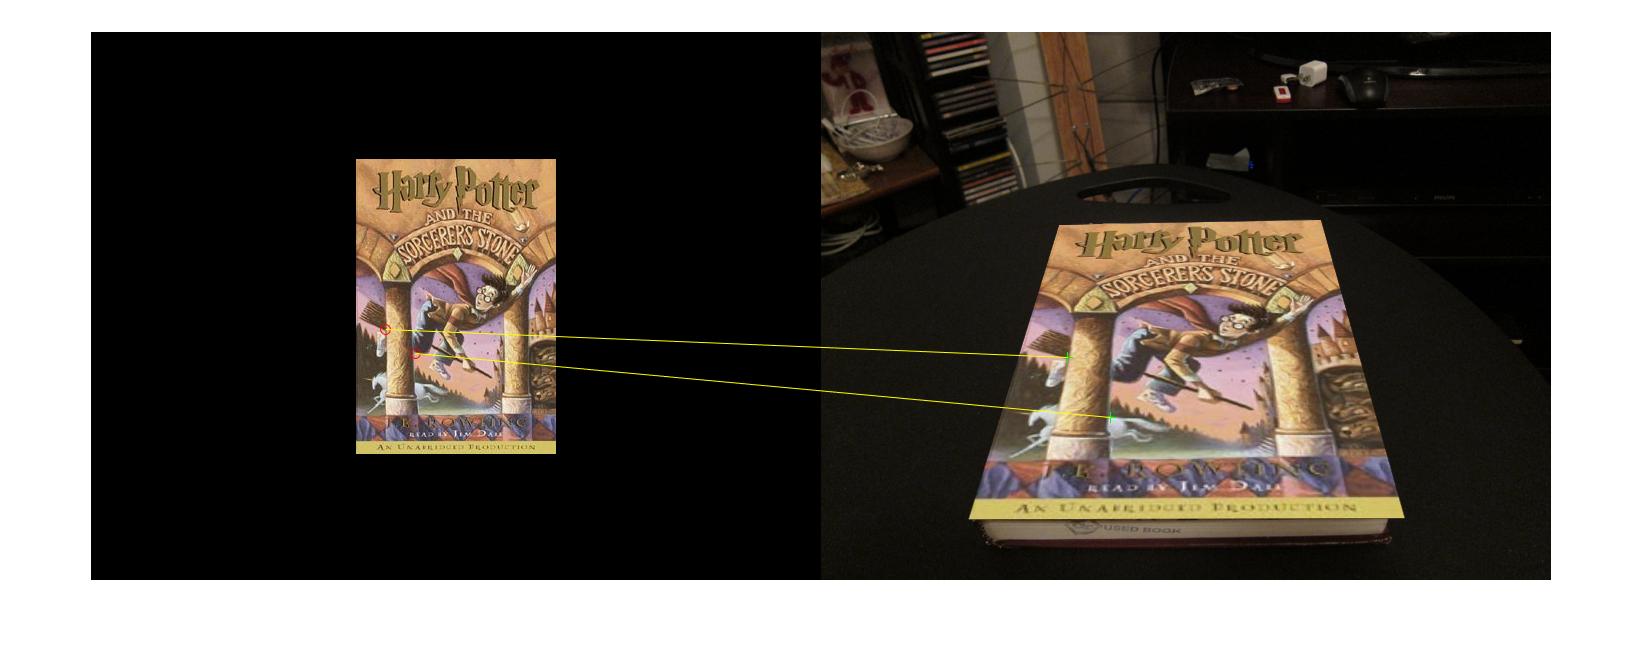 Harry Potter
AND THE
SORCERER'S STONE
J.K. ROWLING
READ BY JIM DALE
AN UNABRIDGED PRODUCTION
Harry Potter
AND THE
SORCERER'S STONE
J.K. ROWLING
READ BY JIM DALE
AN UNABRIDGED PRODUCTION
USED BOOK
PHILIPS